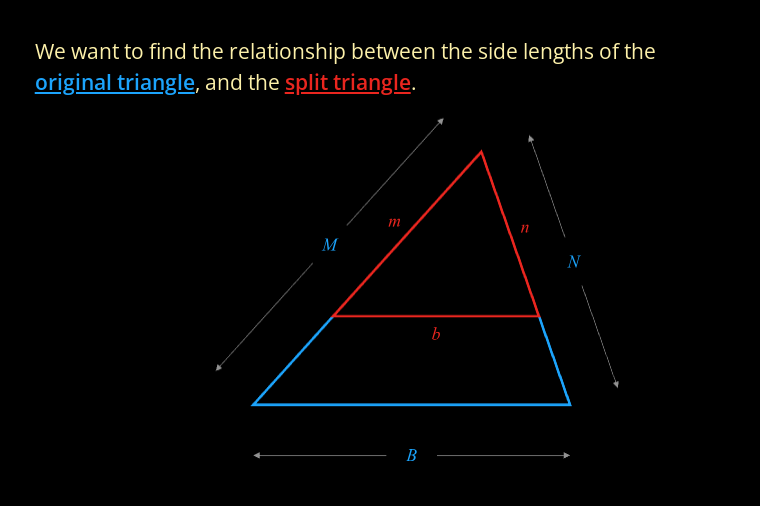 We want to find the relationship between the side lengths of the
original triangle, and the split triangle.
m
n
M
N
b
B